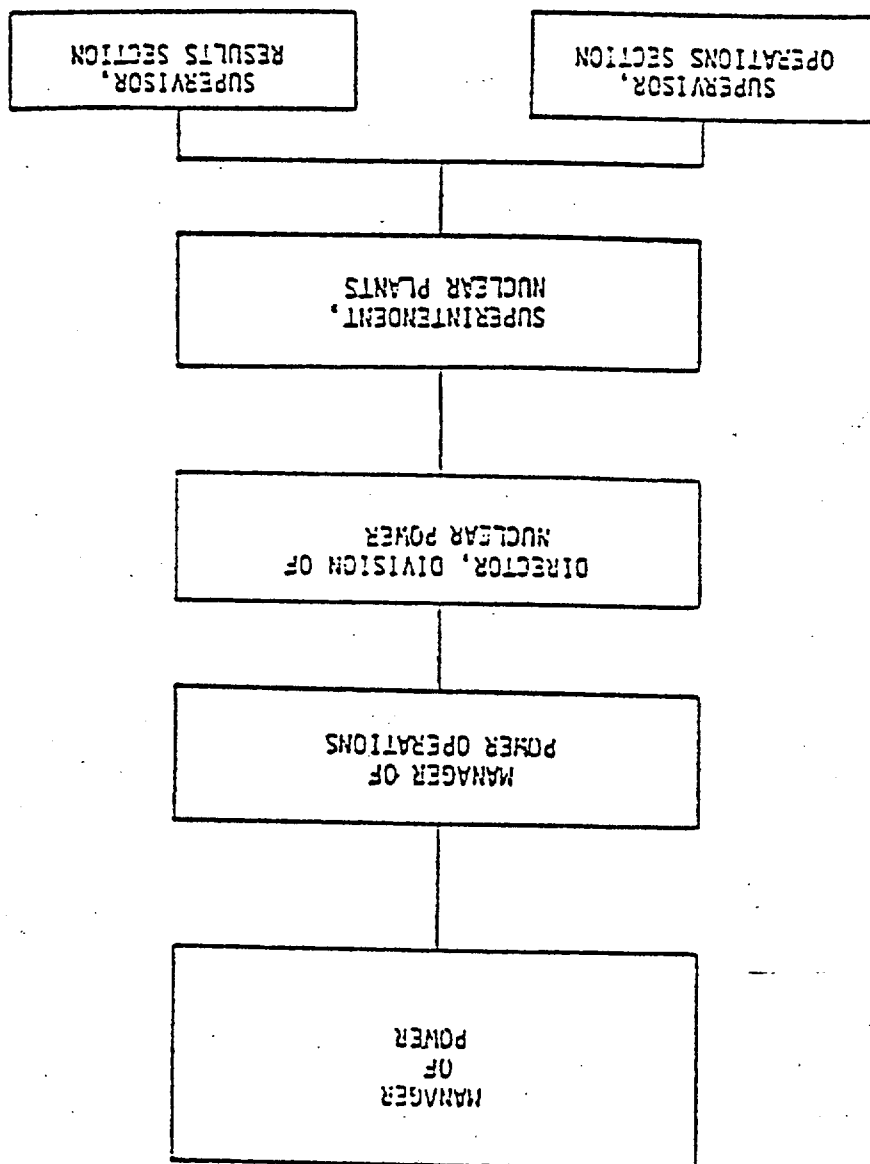 MANAGER
OF
POWER
MANAGER OF
POWER OPERATIONS
DIRECTOR, DIVISION OF
NUCLEAR POWER
SUPERINTENDENT,
NUCLEAR PLANTS
SUPERVISOR,
OPERATIONS SECTION
SUPERVISOR,
RESULTS SECTION